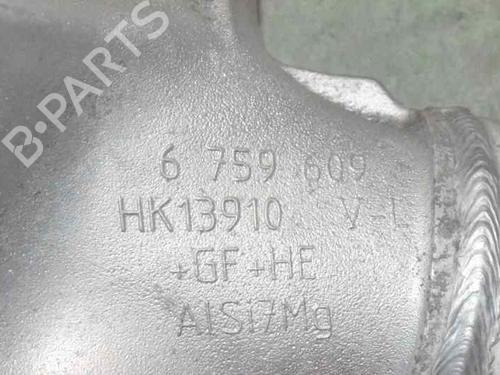 B-PARTS
6 759 609
HK13910 V-L
+GF+HE
AlSi7Mg